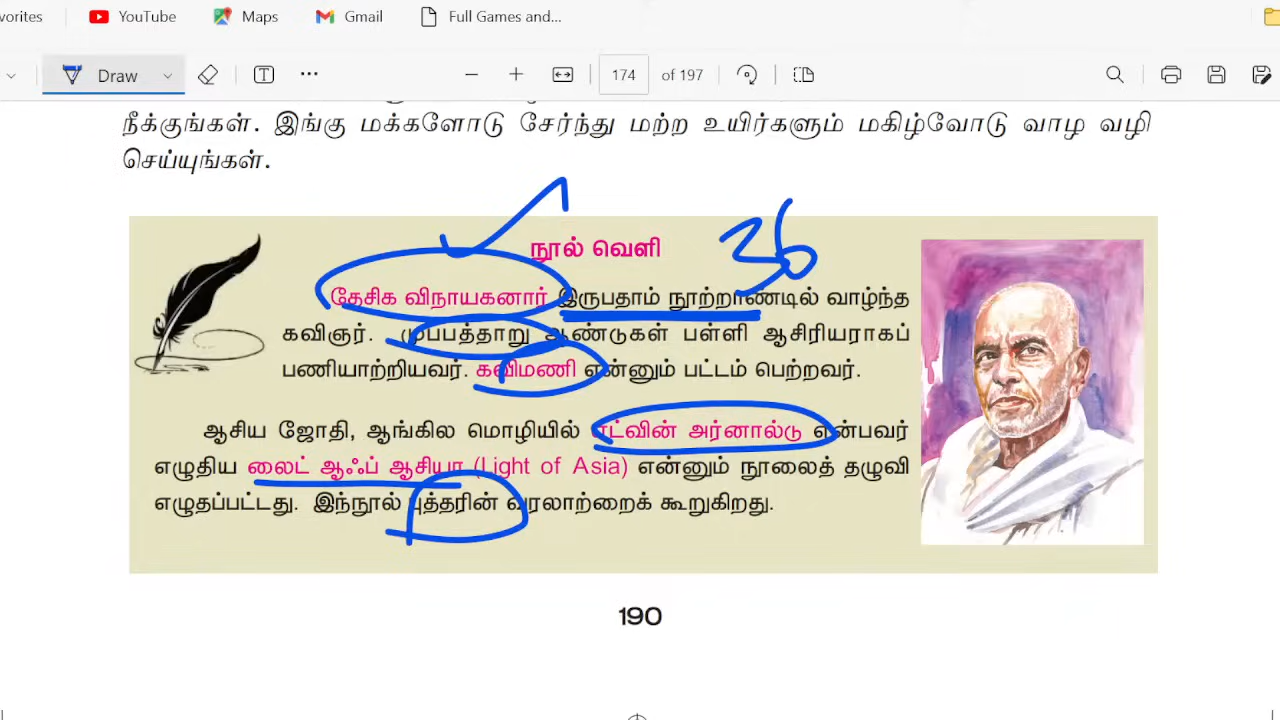 vorites YouTube Maps Gmail Full Games and...
Draw 174 of 197
நீக்குங்கள். இங்கு மக்களோடு சேர்ந்து மற்ற உயிர்களும் மகிழ்வோடு வாழ வழி
செய்யுங்கள்.
36
நூல் வெளி
தேசிக விநாயகனார் இருபதாம் நூற்றாண்டில் வாழ்ந்த
கவிஞர். முப்பத்தாறு ஆண்டுகள் பள்ளி ஆசிரியராகப்
பணியாற்றியவர். கவிமணி என்னும் பட்டம் பெற்றவர்.
ஆசிய ஜோதி, ஆங்கில மொழியில் எட்வின் அர்னால்டு என்பவர்
எழுதிய லைட் ஆஃப் ஆசியா (Light of Asia) என்னும் நூலைத் தழுவி
எழுதப்பட்டது. இந்நூல் புத்தரின் வரலாற்றைக் கூறுகிறது.
190